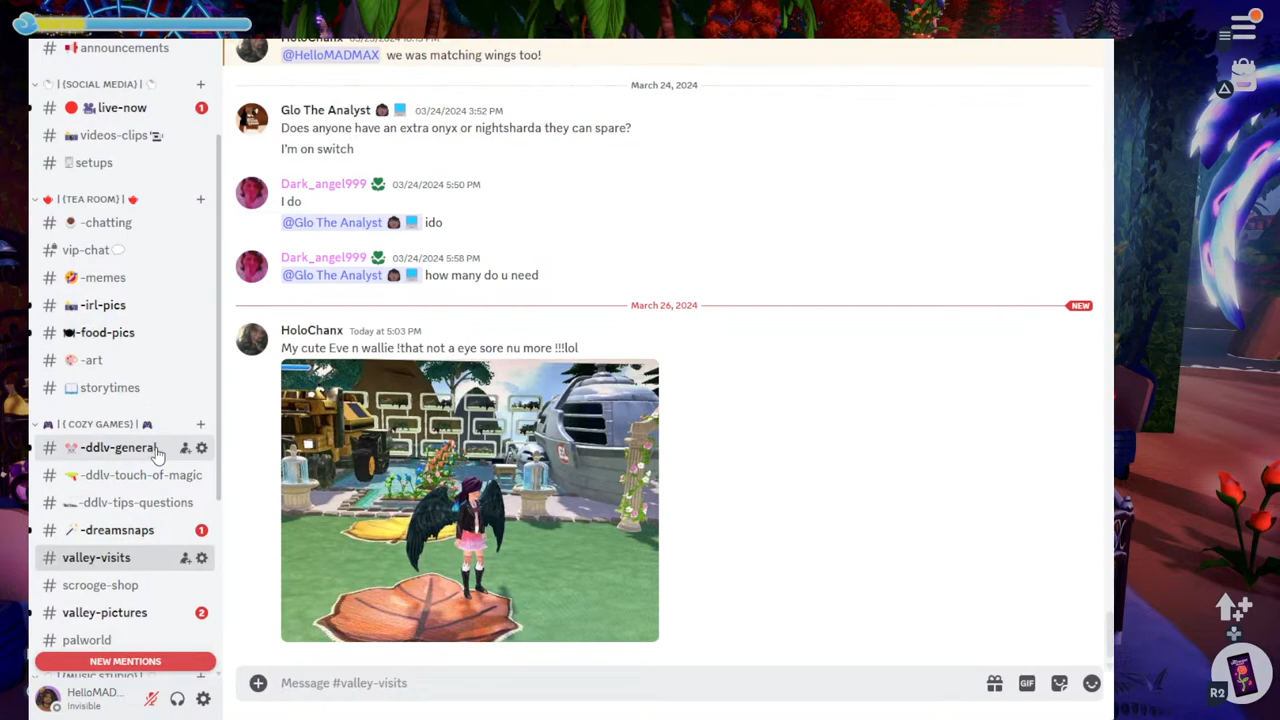 announcements
| {SOCIAL MEDIA} |
live-now 1
videos-clips
setups
| {TEA ROOM} |
-chatting
vip-chat
-memes
-irl-pics
-food-pics
-art
storytimes
| { COZY GAMES} |
-ddlv-general
-ddlv-touch-of-magic
-ddlv-tips-questions
-dreamsnaps 1
valley-visits
scrooge-shop
valley-pictures 2
palworld
NEW MENTIONS
HelloMAD...
Invisible
@HelloMADMAX we was matching wings too!
March 24, 2024
Glo The Analyst 03/24/2024 3:52 PM
Does anyone have an extra onyx or nightsharda they can spare?
I'm on switch
Dark_angel999 03/24/2024 5:50 PM
I do
@Glo The Analyst ido
Dark_angel999 03/24/2024 5:58 PM
@Glo The Analyst how many do u need
March 26, 2024 NEW
HoloChanx Today at 5:03 PM
My cute Eve n wallie !that not a eye sore nu more !!!lol
Message #valley-visits
GIF
R2